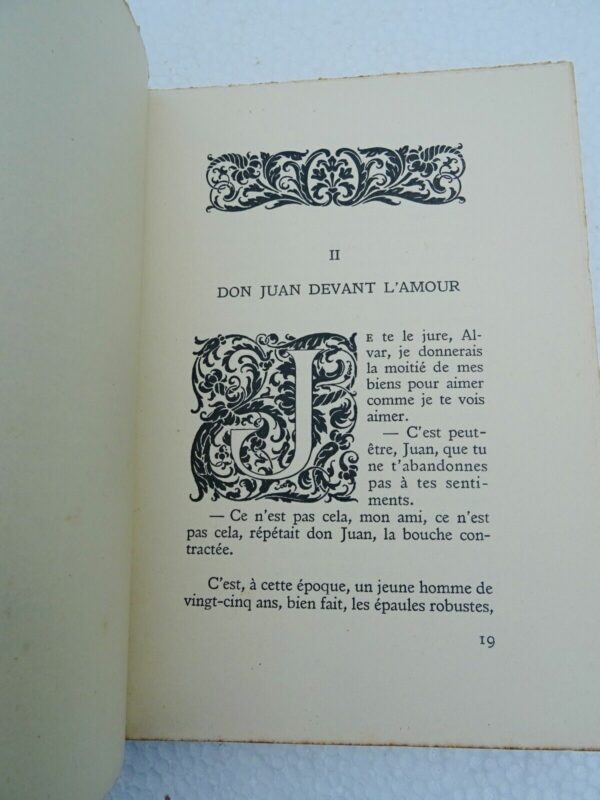 II
DON JUAN DEVANT L'AMOUR
JE te le jure, Al-
var, je donnerais
la moitié de mes
biens pour aimer
comme je te vois
aimer.
— C'est peut-
être, Juan, que tu
ne t'abandonnes
pas à tes senti-
ments.
— Ce n'est pas cela, mon ami, ce n'est
pas cela, répétait don Juan, la bouche con-
tractée.
C'est, à cette époque, un jeune homme de
vingt-cinq ans, bien fait, les épaules robustes,
19